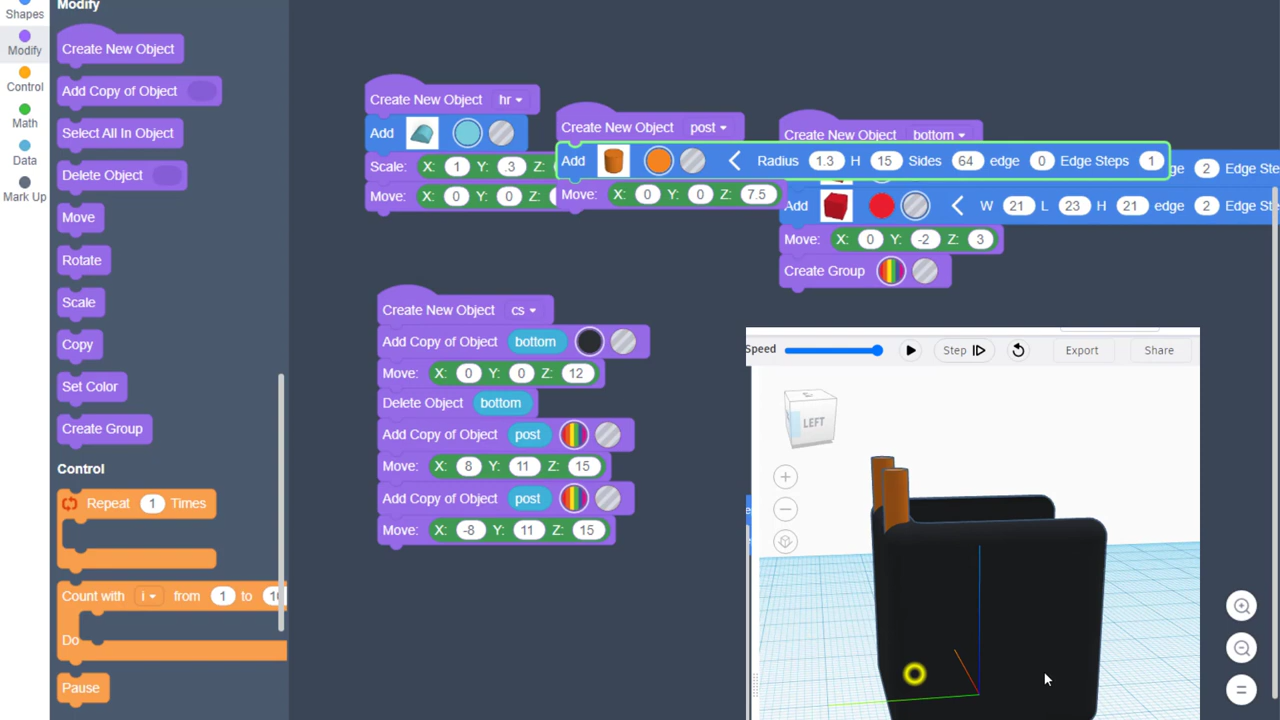 Shapes
Modify
Control
Math
Data
Mark Up
Modify
Create New Object
Add Copy of Object
Select All In Object
Delete Object
Move
Rotate
Scale
Copy
Set Color
Create Group
Control
Repeat 1 Times
Count with i from 1 to
Do
Pause
Create New Object hr
Add
Scale: X: 1 Y: .3 Z:
Move: X: 0 Y: 0 Z:
Create New Object post
Add Radius 1.3 H 15 Sides 64 edge 0 Edge Steps 1
Move: X: 0 Y: 0 Z: 7.5
Create New Object bottom
2 Edge Ste
Add W 21 L 23 H 21 edge 2 Edge Ste
Move: X: 0 Y: -2 Z: 3
Create Group
Create New Object cs
Add Copy of Object bottom
Move: X: 0 Y: 0 Z: 12
Delete Object bottom
Add Copy of Object post
Move: X: 8 Y: 11 Z: 15
Add Copy of Object post
Move: X: -8 Y: 11 Z: 15
Speed Step Export Share
LEFT